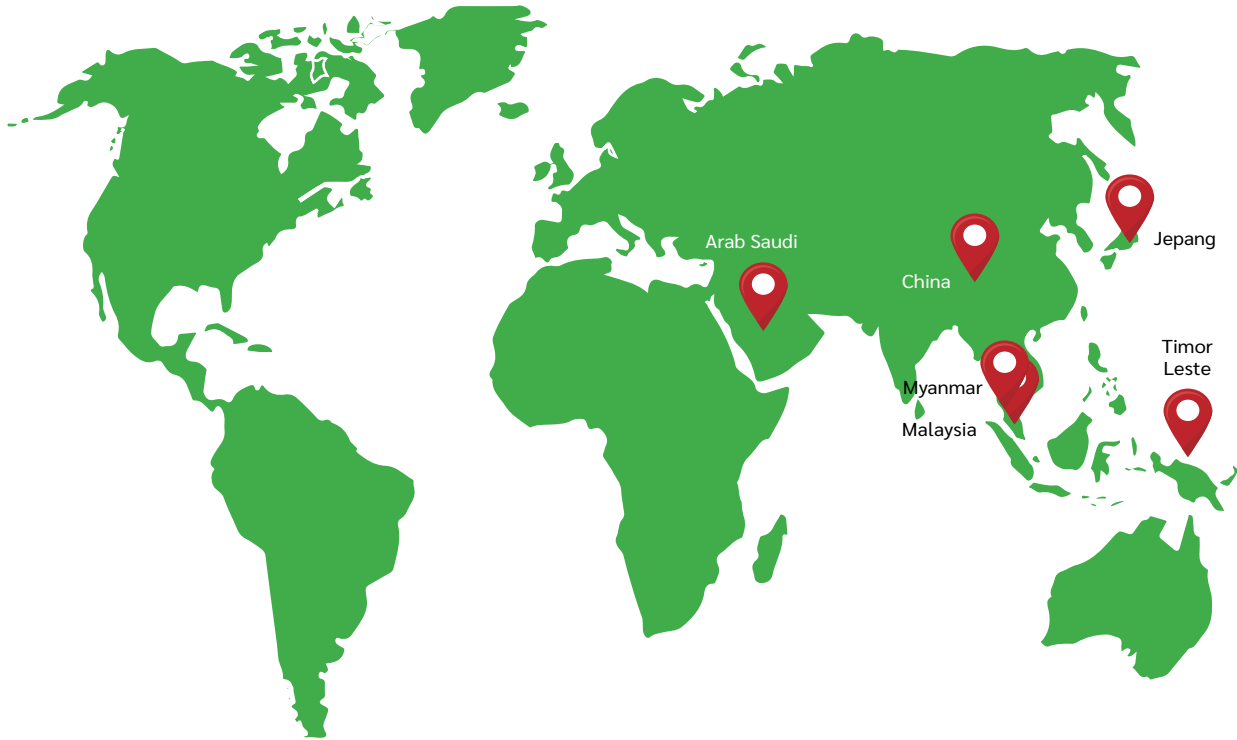 Arab Saudi
Jepang
China
Timor
Leste
Myanmar
Malaysia